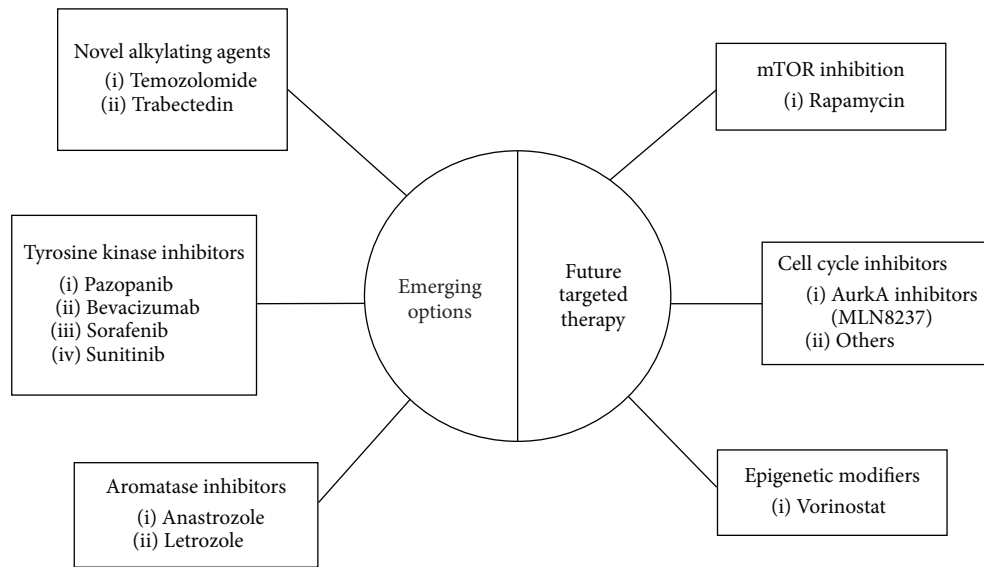 Novel alkylating agents
(i) Temozolomide
(ii) Trabectedin
Tyrosine kinase inhibitors
(i) Pazopanib
(ii) Bevacizumab
(iii) Sorafenib
(iv) Sunitinib
Aromatase inhibitors
(i) Anastrozole
(ii) Letrozole
Emerging
options
Future
targeted
therapy
mTOR inhibition
(i) Rapamycin
Cell cycle inhibitors
(i) AurkA inhibitors
(MLN8237)
(ii) Others
Epigenetic modifiers
(i) Vorinostat